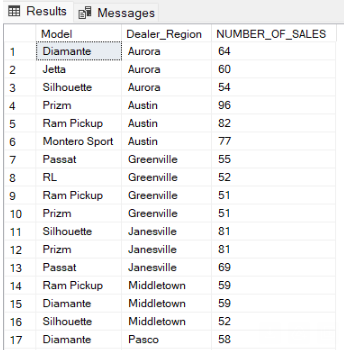 Results Messages
Model Dealer_Region NUMBER_OF_SALES
1 Diamante Aurora 64
2 Jetta Aurora 60
3 Silhouette Aurora 54
4 Prizm Austin 96
5 Ram Pickup Austin 82
6 Montero Sport Austin 77
7 Passat Greenville 55
8 RL Greenville 52
9 Ram Pickup Greenville 51
10 Prizm Greenville 51
11 Silhouette Janesville 81
12 Prizm Janesville 81
13 Passat Janesville 69
14 Ram Pickup Middletown 59
15 Diamante Middletown 59
16 Silhouette Middletown 52
17 Diamante Pasco 58